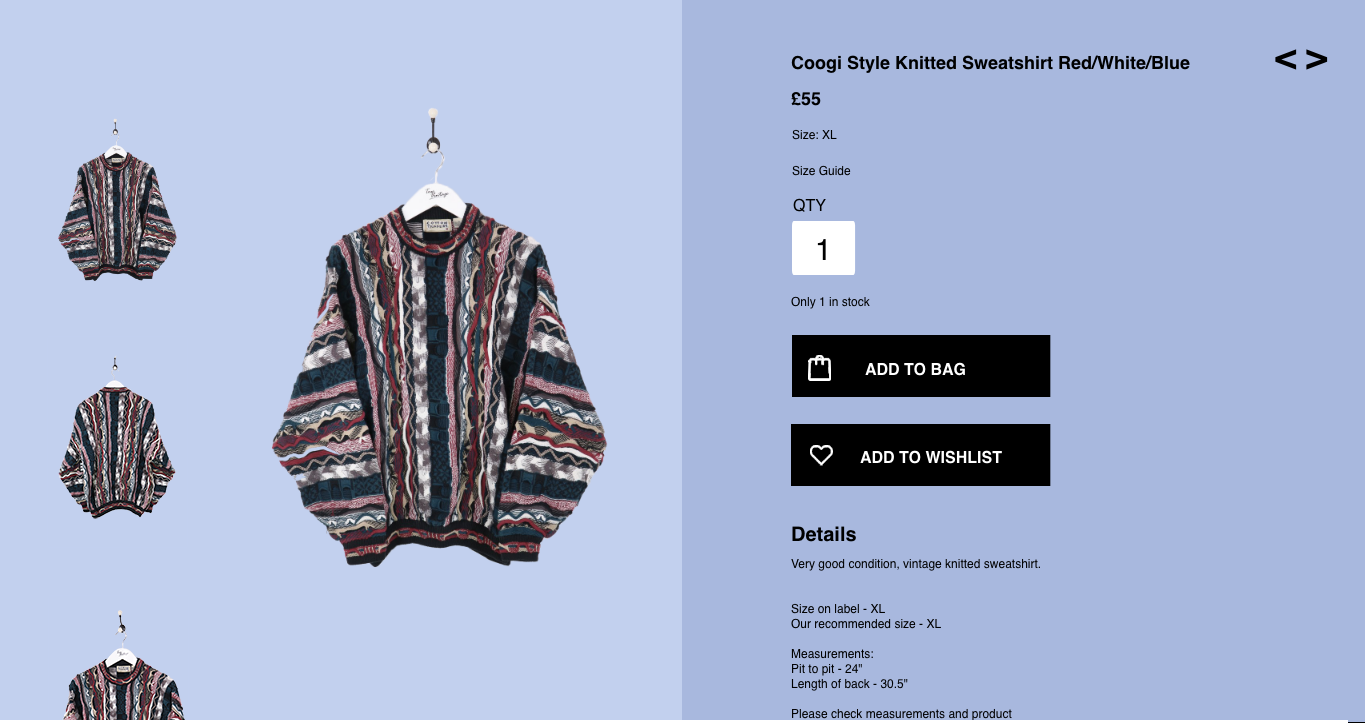 Coogi Style Knitted Sweatshirt Red/White/Blue
< >
£55
Size: XL
Size Guide
QTY
1
Only 1 in stock
ADD TO BAG
ADD TO WISHLIST
Details
Very good condition, vintage knitted sweatshirt.
Size on label - XL
Our recommended size - XL
Measurements:
Pit to pit - 24"
Length of back - 30.5"
Please check measurements and product